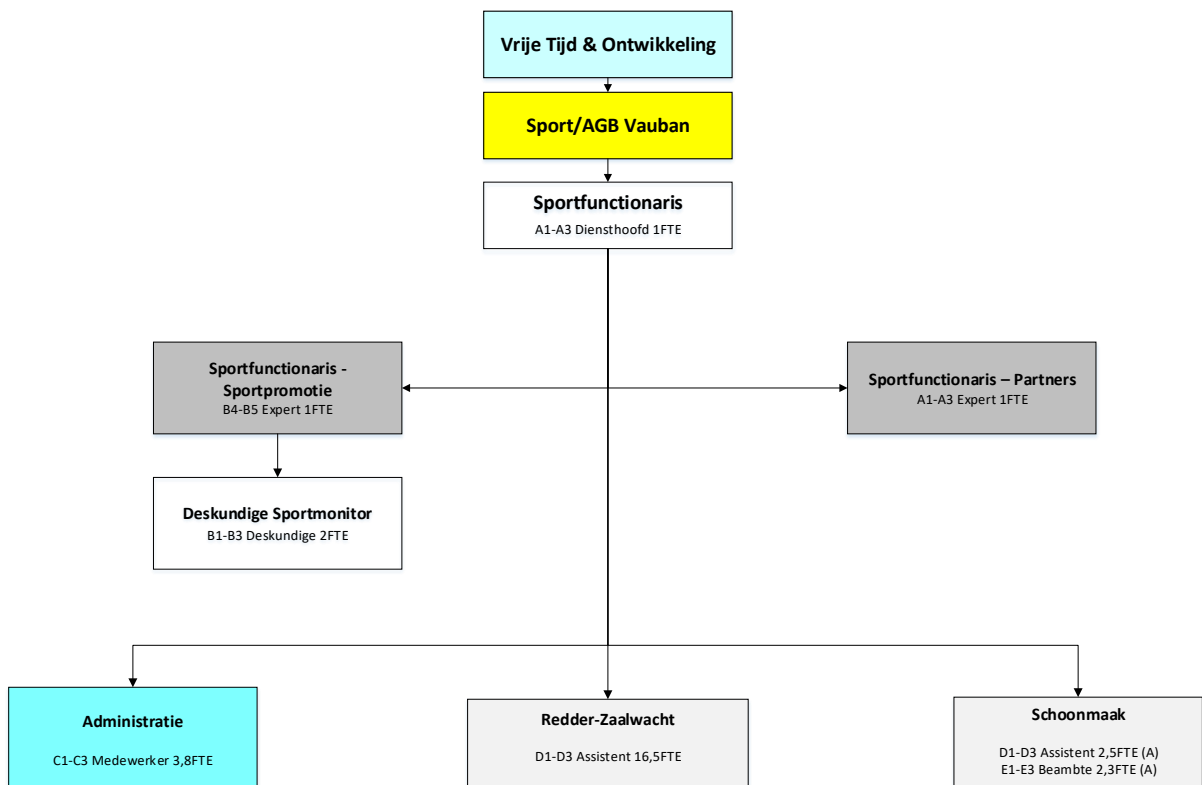 Vrije Tijd & Ontwikkeling
Sport/AGB Vauban
Sportfunctionaris
A1-A3 Diensthoofd 1FTE
Sportfunctionaris -
Sportpromotie
B4-B5 Expert 1FTE
Sportfunctionaris – Partners
A1-A3 Expert 1FTE
Deskundige Sportmonitor
B1-B3 Deskundige 2FTE
Administratie
C1-C3 Medewerker 3,8FTE
Redder-Zaalwacht
D1-D3 Assistent 16,5FTE
Schoonmaak
D1-D3 Assistent 2,5FTE (A)
E1-E3 Beambte 2,3FTE (A)